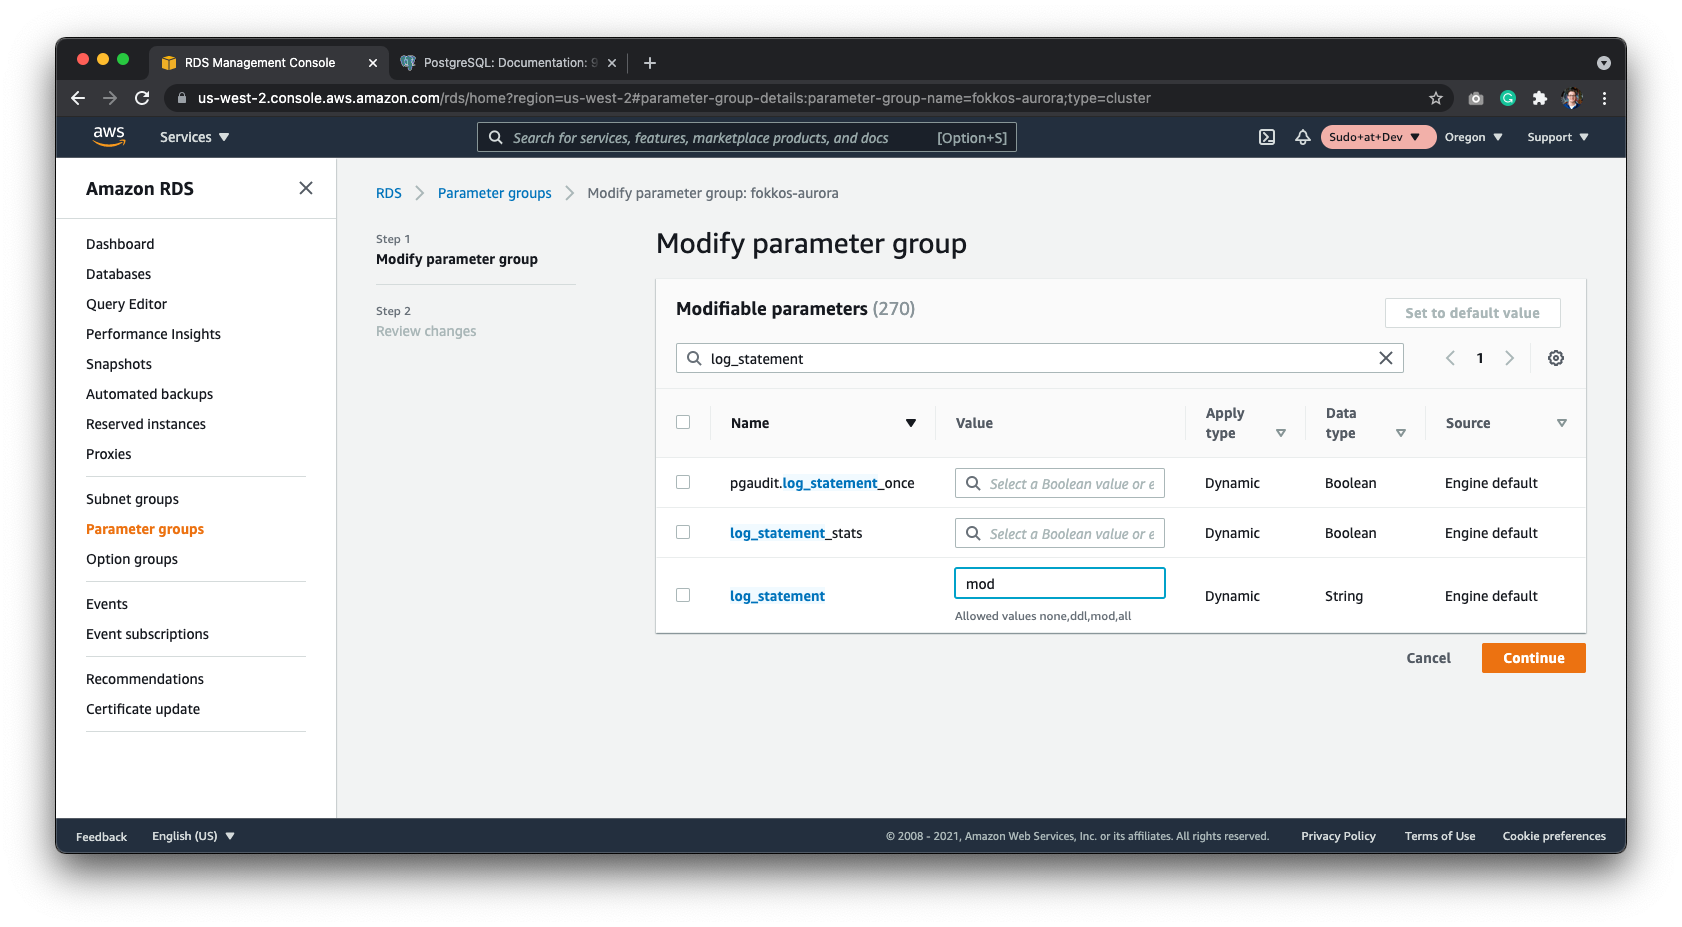 RDS Management Console
PostgreSQL: Documentation: 9
us-west-2.console.aws.amazon.com/rds/home?region=us-west-2#parameter-group-details:parameter-group-name=fokkos-aurora;type=cluster
aws
Services
Search for services, features, marketplace products, and docs
[Option+S]
Sudo+at+Dev
Oregon
Support
Amazon RDS
Dashboard
Databases
Query Editor
Performance Insights
Snapshots
Automated backups
Reserved instances
Proxies
Subnet groups
Parameter groups
Option groups
Events
Event subscriptions
Recommendations
Certificate update
RDS
Parameter groups
Modify parameter group: fokkos-aurora
Step 1
Modify parameter group
Step 2
Review changes
Modify parameter group
Modifiable parameters (270)
Set to default value
log_statement
1
Name
Value
Apply type
Data type
Source
pgaudit.log_statement_once
Select a Boolean value or e
Dynamic
Boolean
Engine default
log_statement_stats
Select a Boolean value or e
Dynamic
Boolean
Engine default
log_statement
mod
Allowed values none,ddl,mod,all
Dynamic
String
Engine default
Cancel
Continue
Feedback
English (US)
© 2008 - 2021, Amazon Web Services, Inc. or its affiliates. All rights reserved.
Privacy Policy
Terms of Use
Cookie preferences